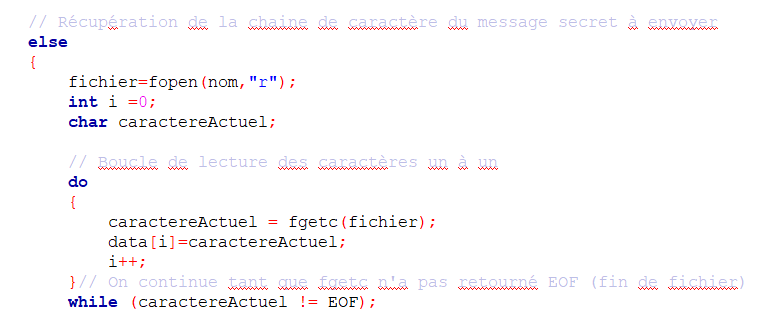 // Récupération de la chaine de caractère du message secret à envoyer
else
{
fichier=fopen(nom,"r");
int i =0;
char caractereActuel;
// Boucle de lecture des caractères un à un
do
{
caractereActuel = fgetc(fichier);
data[i]=caractereActuel;
i++;
}// On continue tant que fgetc n'a pas retourné EOF (fin de fichier)
while (caractereActuel != EOF);